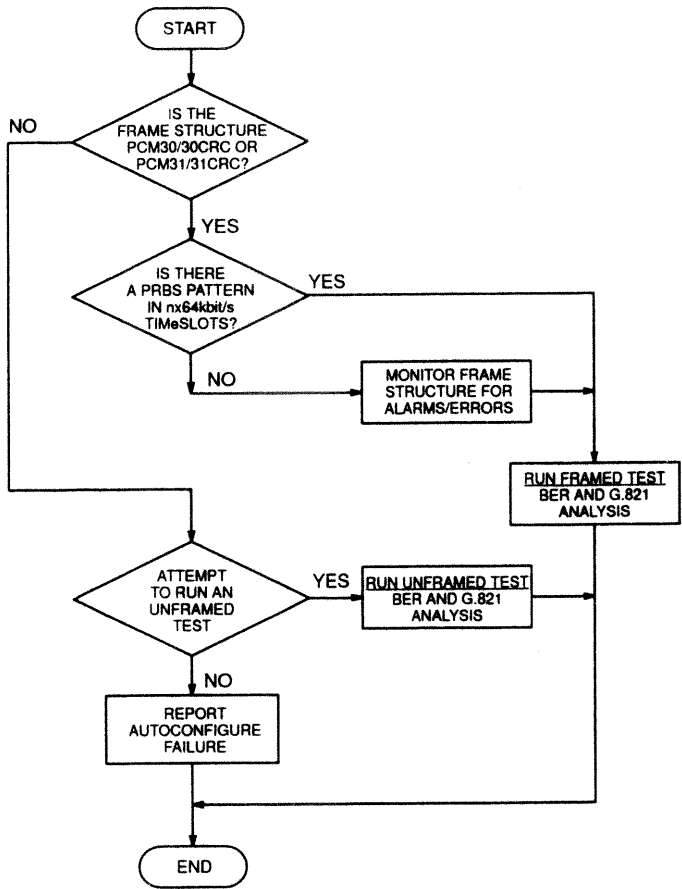 START
IS THE
FRAME STRUCTURE
PCM30/30CRC OR
PCM31/31CRC?
NO
YES
IS THERE
A PRBS PATTERN
IN nx64kbit/s
TIMeSLOTS?
YES
NO
MONITOR FRAME
STRUCTURE FOR
ALARMS/ERRORS
RUN FRAMED TEST
BER AND G.821
ANALYSIS
ATTEMPT
TO RUN AN
UNFRAMED
TEST
YES
RUN UNFRAMED TEST
BER AND G.821
ANALYSIS
NO
REPORT
AUTOCONFIGURE
FAILURE
END